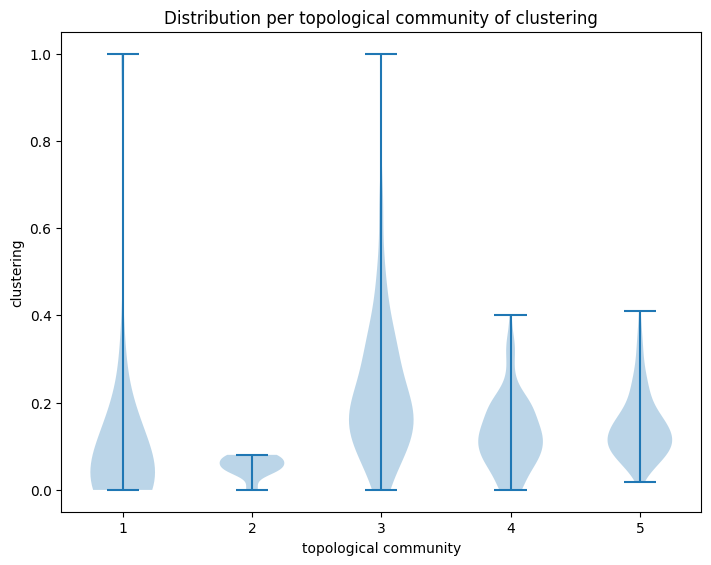 Distribution per topological community of clustering
clustering
1.0
0.8
0.6
0.4
0.2
0.0
1 2 3 4 5
topological community